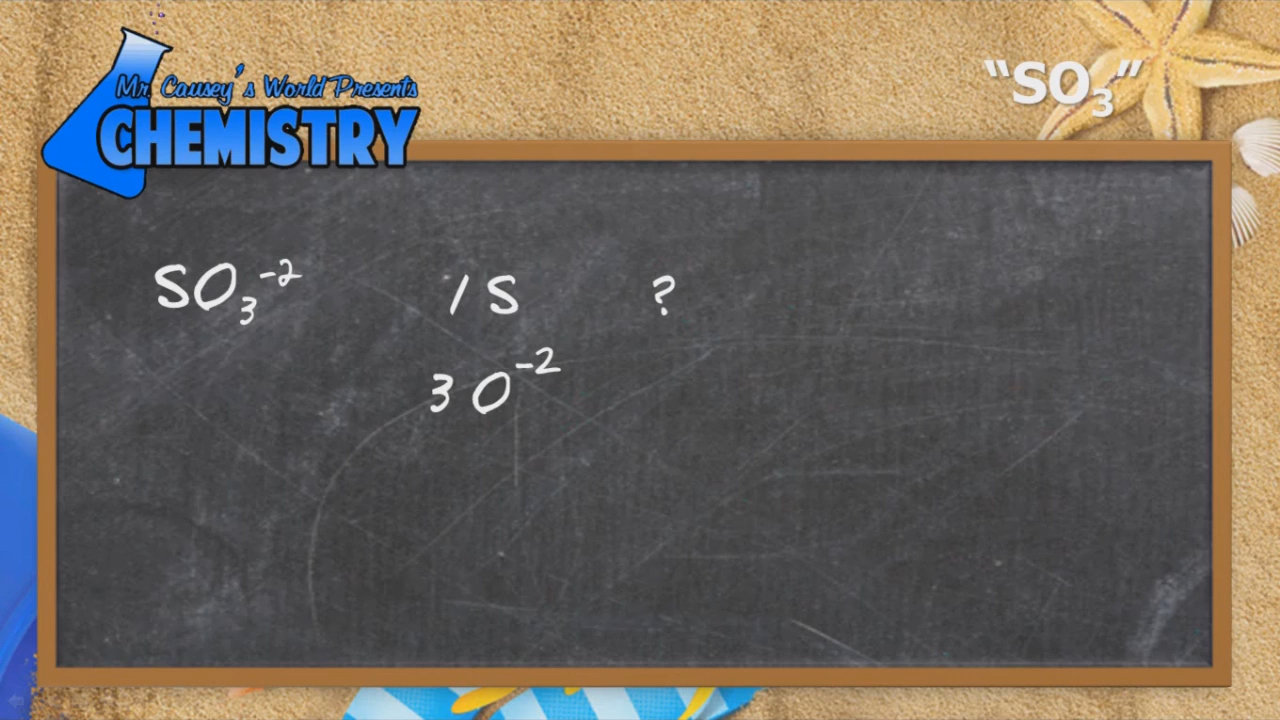 Mr. Causey's World Presents
CHEMISTRY
"SO₃"
SO₃⁻² 1 S ?
3 O⁻²